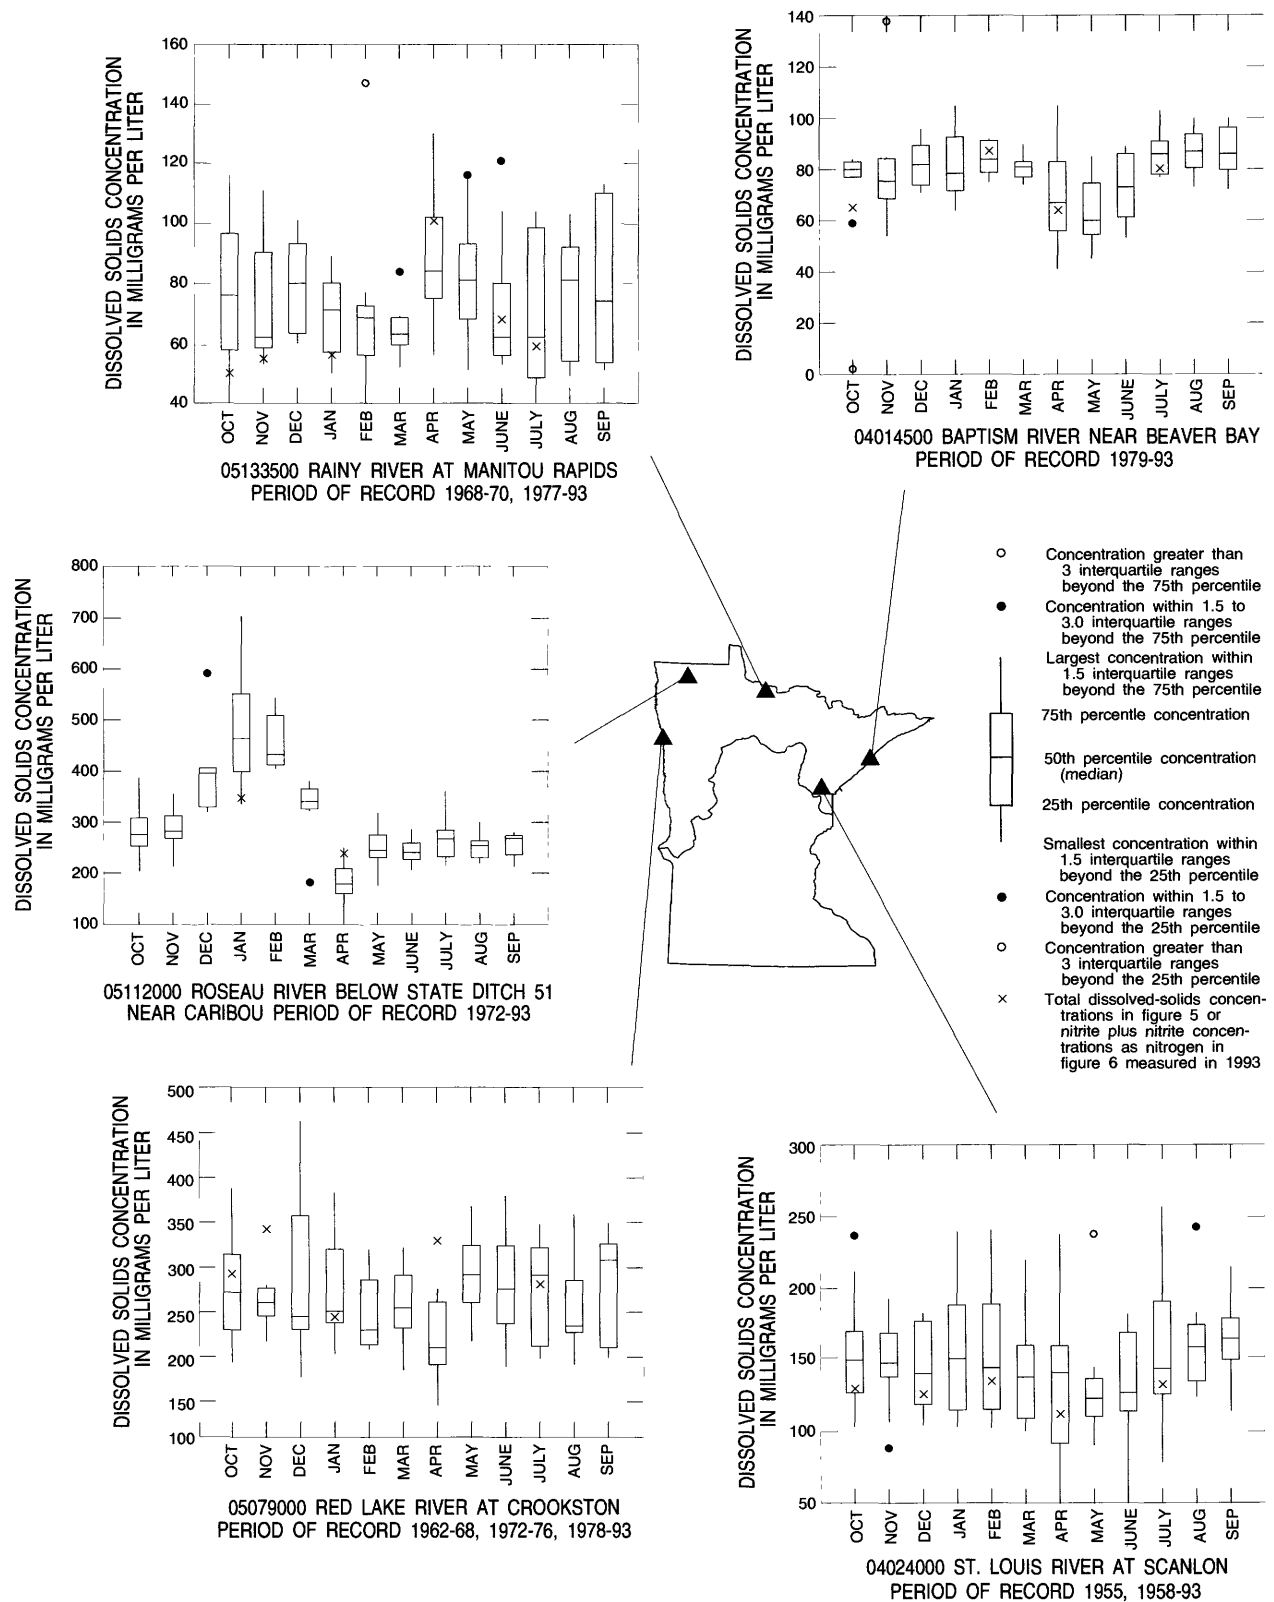 DISSOLVED SOLIDS CONCENTRATION
IN MILLIGRAMS PER LITER
160
140
120
100
80
60
40
OCT NOV DEC JAN FEB MAR APR MAY JUNE JULY AUG SEP
05133500 RAINY RIVER AT MANITOU RAPIDS
PERIOD OF RECORD 1968-70, 1977-93
DISSOLVED SOLIDS CONCENTRATION
IN MILLIGRAMS PER LITER
140
120
100
80
60
40
20
0
OCT NOV DEC JAN FEB MAR APR MAY JUNE JULY AUG SEP
04014500 BAPTISM RIVER NEAR BEAVER BAY
PERIOD OF RECORD 1979-93
DISSOLVED SOLIDS CONCENTRATION
IN MILLIGRAMS PER LITER
800
700
600
500
400
300
200
100
OCT NOV DEC JAN FEB MAR APR MAY JUNE JULY AUG SEP
05112000 ROSEAU RIVER BELOW STATE DITCH 51
NEAR CARIBOU PERIOD OF RECORD 1972-93
Concentration greater than
3 interquartile ranges
beyond the 75th percentile
Concentration within 1.5 to
3.0 interquartile ranges
beyond the 75th percentile
Largest concentration within
1.5 interquartile ranges
beyond the 75th percentile
75th percentile concentration
50th percentile concentration
(median)
25th percentile concentration
Smallest concentration within
1.5 interquartile ranges
beyond the 25th percentile
Concentration within 1.5 to
3.0 interquartile ranges
beyond the 25th percentile
Concentration greater than
3 interquartile ranges
beyond the 25th percentile
Total dissolved-solids concen-
trations in figure 5 or
nitrite plus nitrite concen-
trations as nitrogen in
figure 6 measured in 1993
DISSOLVED SOLIDS CONCENTRATION
IN MILLIGRAMS PER LITER
500
450
400
350
300
250
200
150
100
OCT NOV DEC JAN FEB MAR APR MAY JUNE JULY AUG SEP
05079000 RED LAKE RIVER AT CROOKSTON
PERIOD OF RECORD 1962-68, 1972-76, 1978-93
DISSOLVED SOLIDS CONCENTRATION
IN MILLIGRAMS PER LITER
300
250
200
150
100
50
OCT NOV DEC JAN FEB MAR APR MAY JUNE JULY AUG SEP
04024000 ST. LOUIS RIVER AT SCANLON
PERIOD OF RECORD 1955, 1958-93